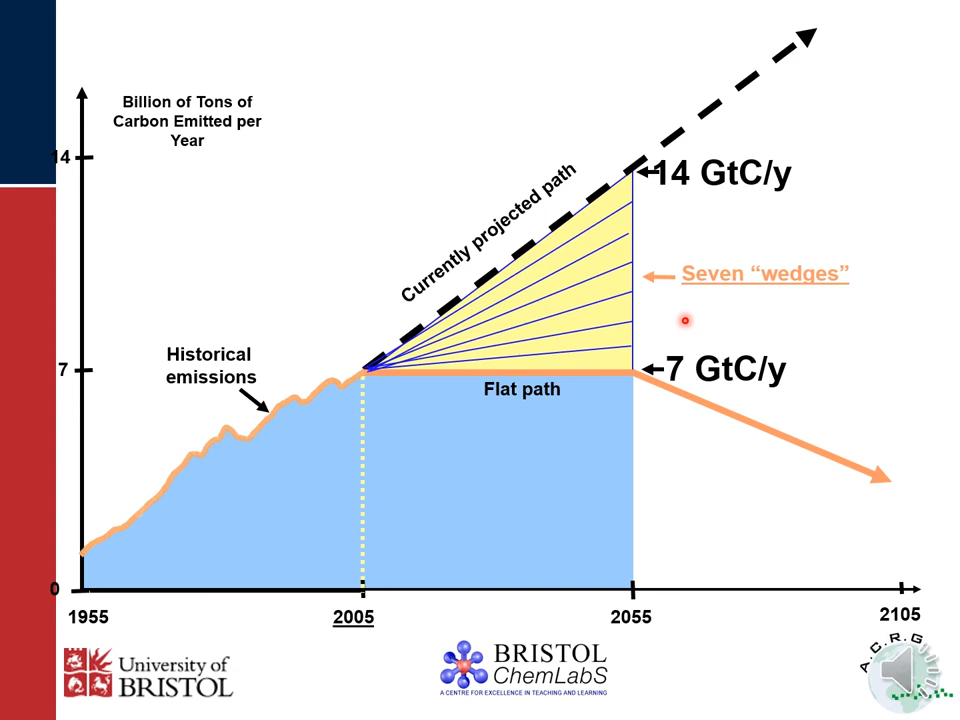 Billion of Tons of
Carbon Emitted per
Year
14
Currently projected path
14 GtC/y
Seven “wedges”
7
Historical
emissions
7 GtC/y
Flat path
0
1955
2005
2055
2105
University of
BRISTOL
BRISTOL
ChemLabS
A CENTRE FOR EXCELLENCE IN TEACHING AND LEARNING
A.C.R.G